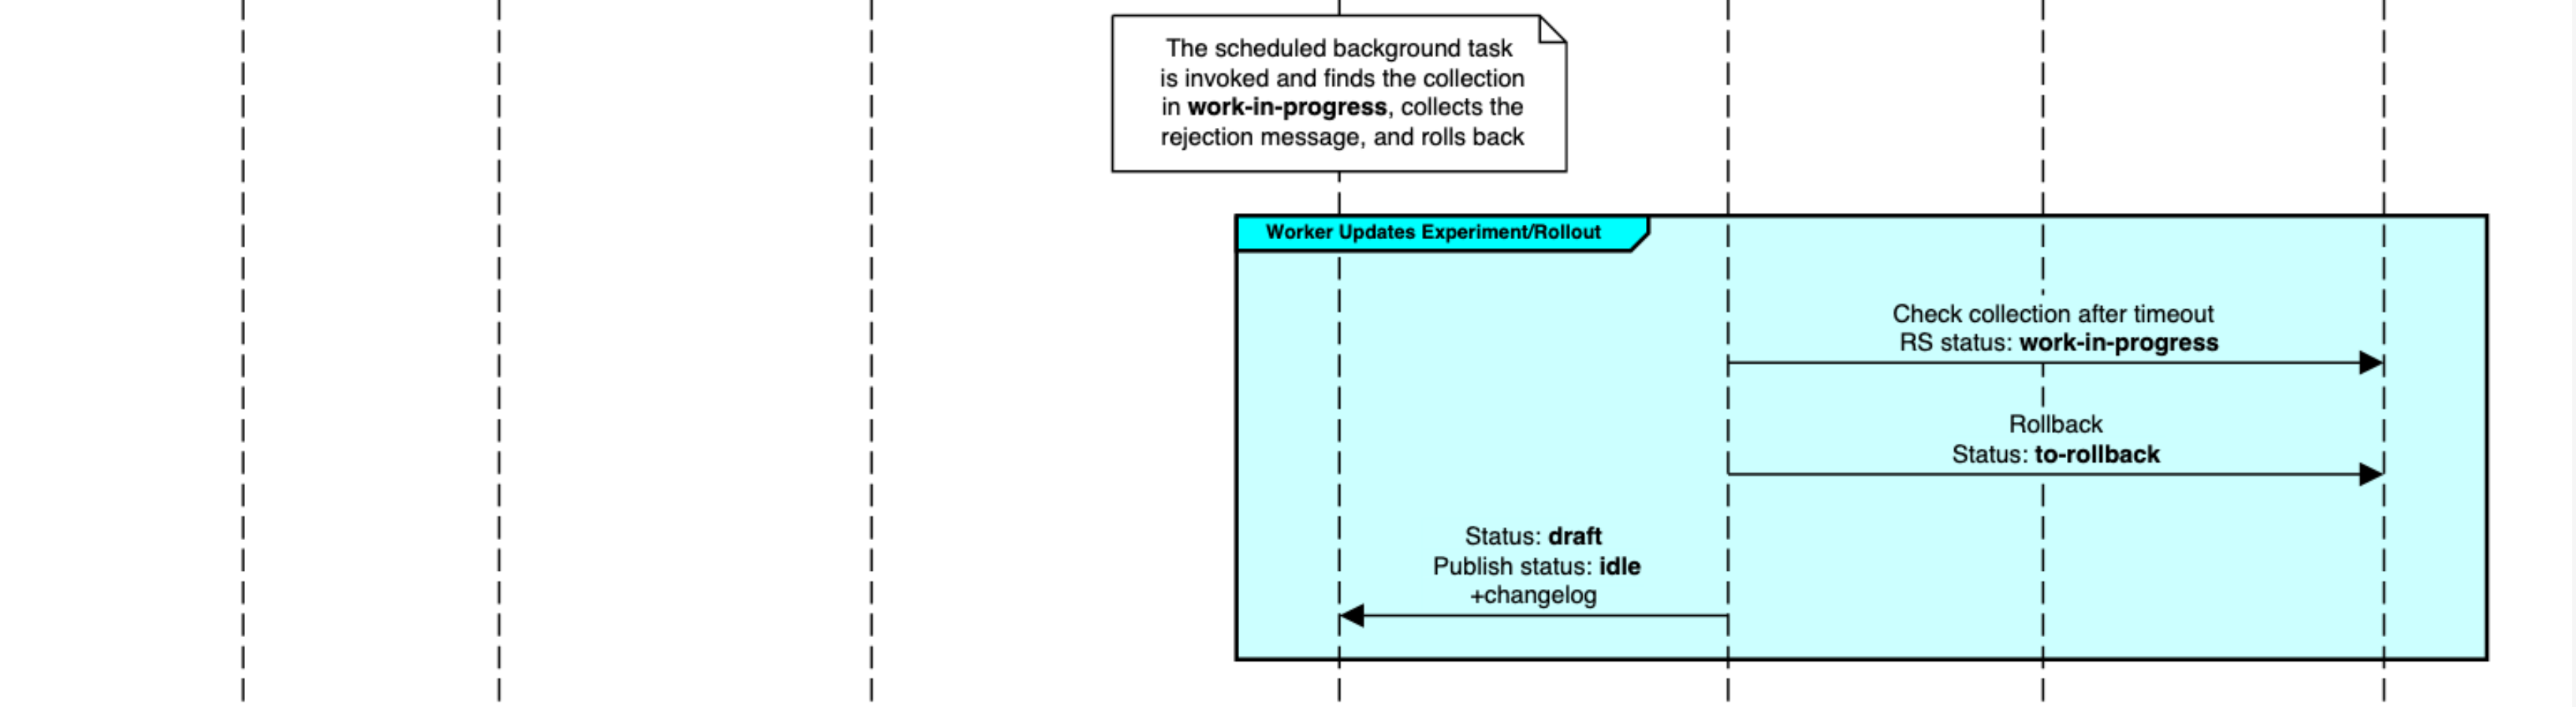 The scheduled background task
is invoked and finds the collection
in work-in-progress, collects the
rejection message, and rolls back
Worker Updates Experiment/Rollout
Check collection after timeout
RS status: work-in-progress
Rollback
Status: to-rollback
Status: draft
Publish status: idle
+changelog